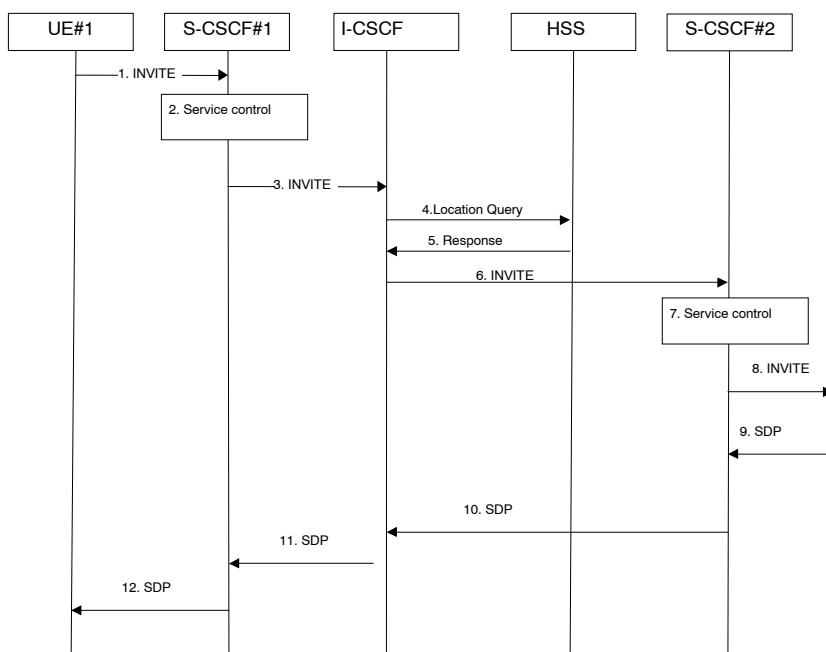 UE#1
S-CSCF#1
I-CSCF
HSS
S-CSCF#2
1. INVITE
2. Service control
3. INVITE
4.Location Query
5. Response
6. INVITE
7. Service control
8. INVITE
9. SDP
10. SDP
11. SDP
12. SDP